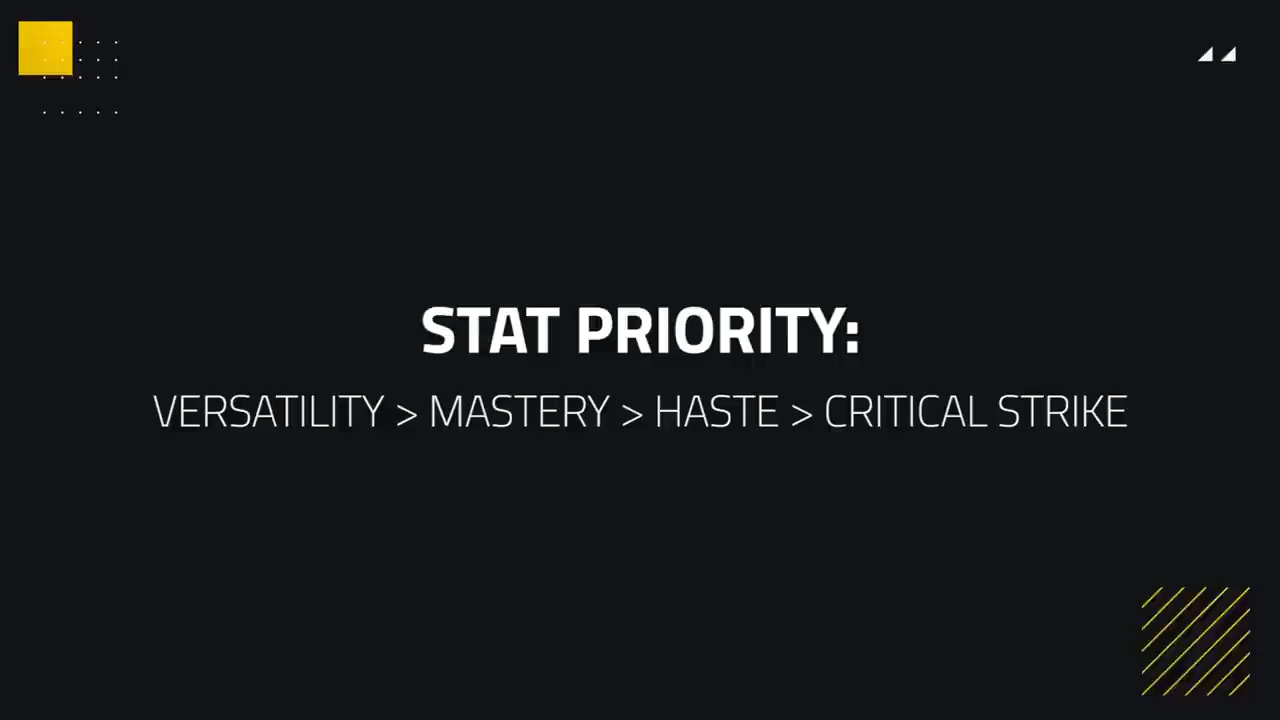 STAT PRIORITY:
VERSATILITY > MASTERY > HASTE > CRITICAL STRIKE